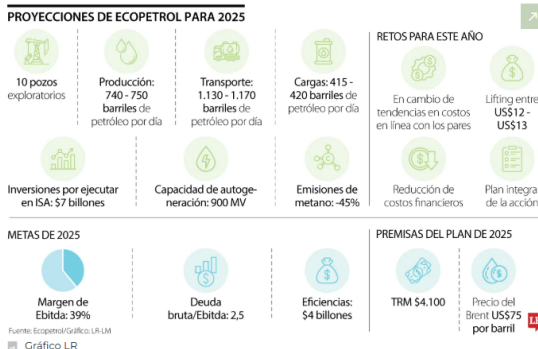 PROYECCIONES DE ECOPETROL PARA 2025
10 pozos
exploratorios
Producción:
740 - 750
barriles de
petróleo por día
Transporte:
1.130 - 1.170
barriles de
petróleo por día
Cargas: 415 -
420 barriles de
petróleo por día
Inversiones por ejecutar
en ISA: $7 billones
Capacidad de autoge-
neración: 900 MV
Emisiones de
metano: -45%
RETOS PARA ESTE AÑO
En cambio de
tendencias en costos
en línea con los pares
Lifting entre
US$12 -
US$13
Reducción de
costos financieros
Plan integral
de la acción
METAS DE 2025
Margen de
Ebitda: 39%
Deuda
bruta/Ebitda: 2,5
Eficiencias:
$4 billones
PREMISAS DEL PLAN DE 2025
TRM $4.100
Precio del
Brent US$75
por barril
Fuente: Ecopetrol/Gráfico: LR-LM
LR
Gráfico LR